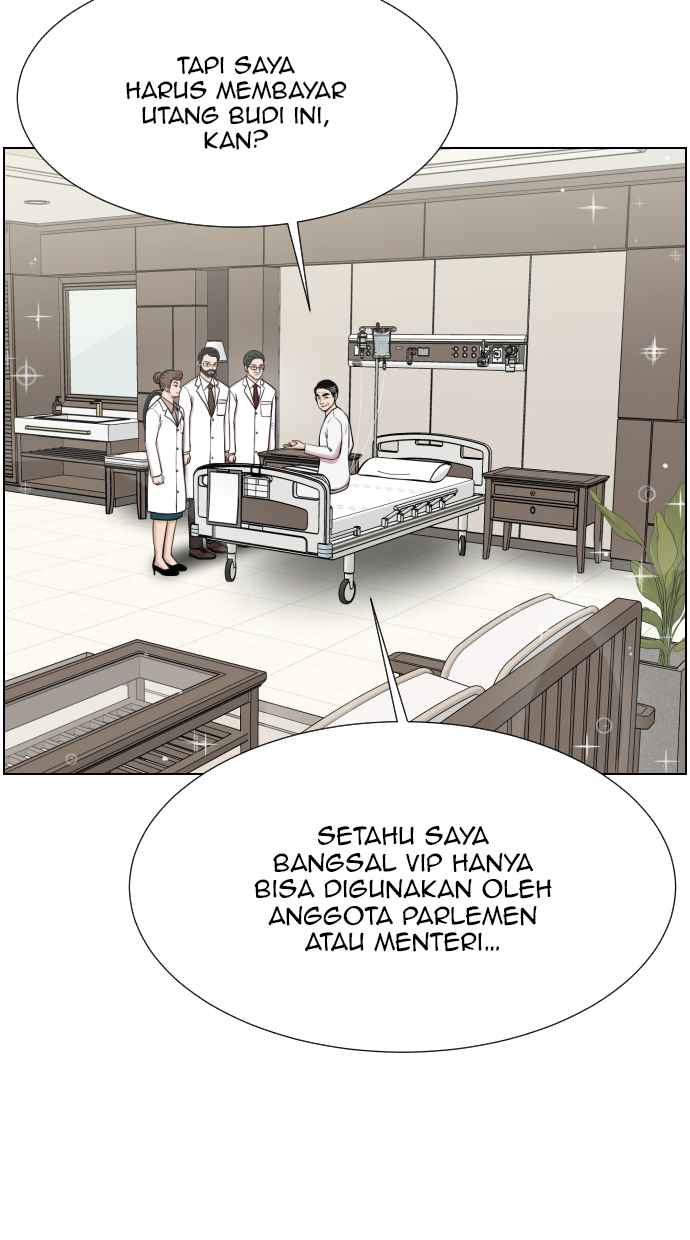 TAPI SAYA
HARUS MEMBAYAR
UTANG BUDI INI,
KAN?
SETAHU SAYA
BANGSAL VIP HANYA
BISA DIGUNAKAN OLEH
ANGGOTA PARLEMEN
ATAU MENTERI...